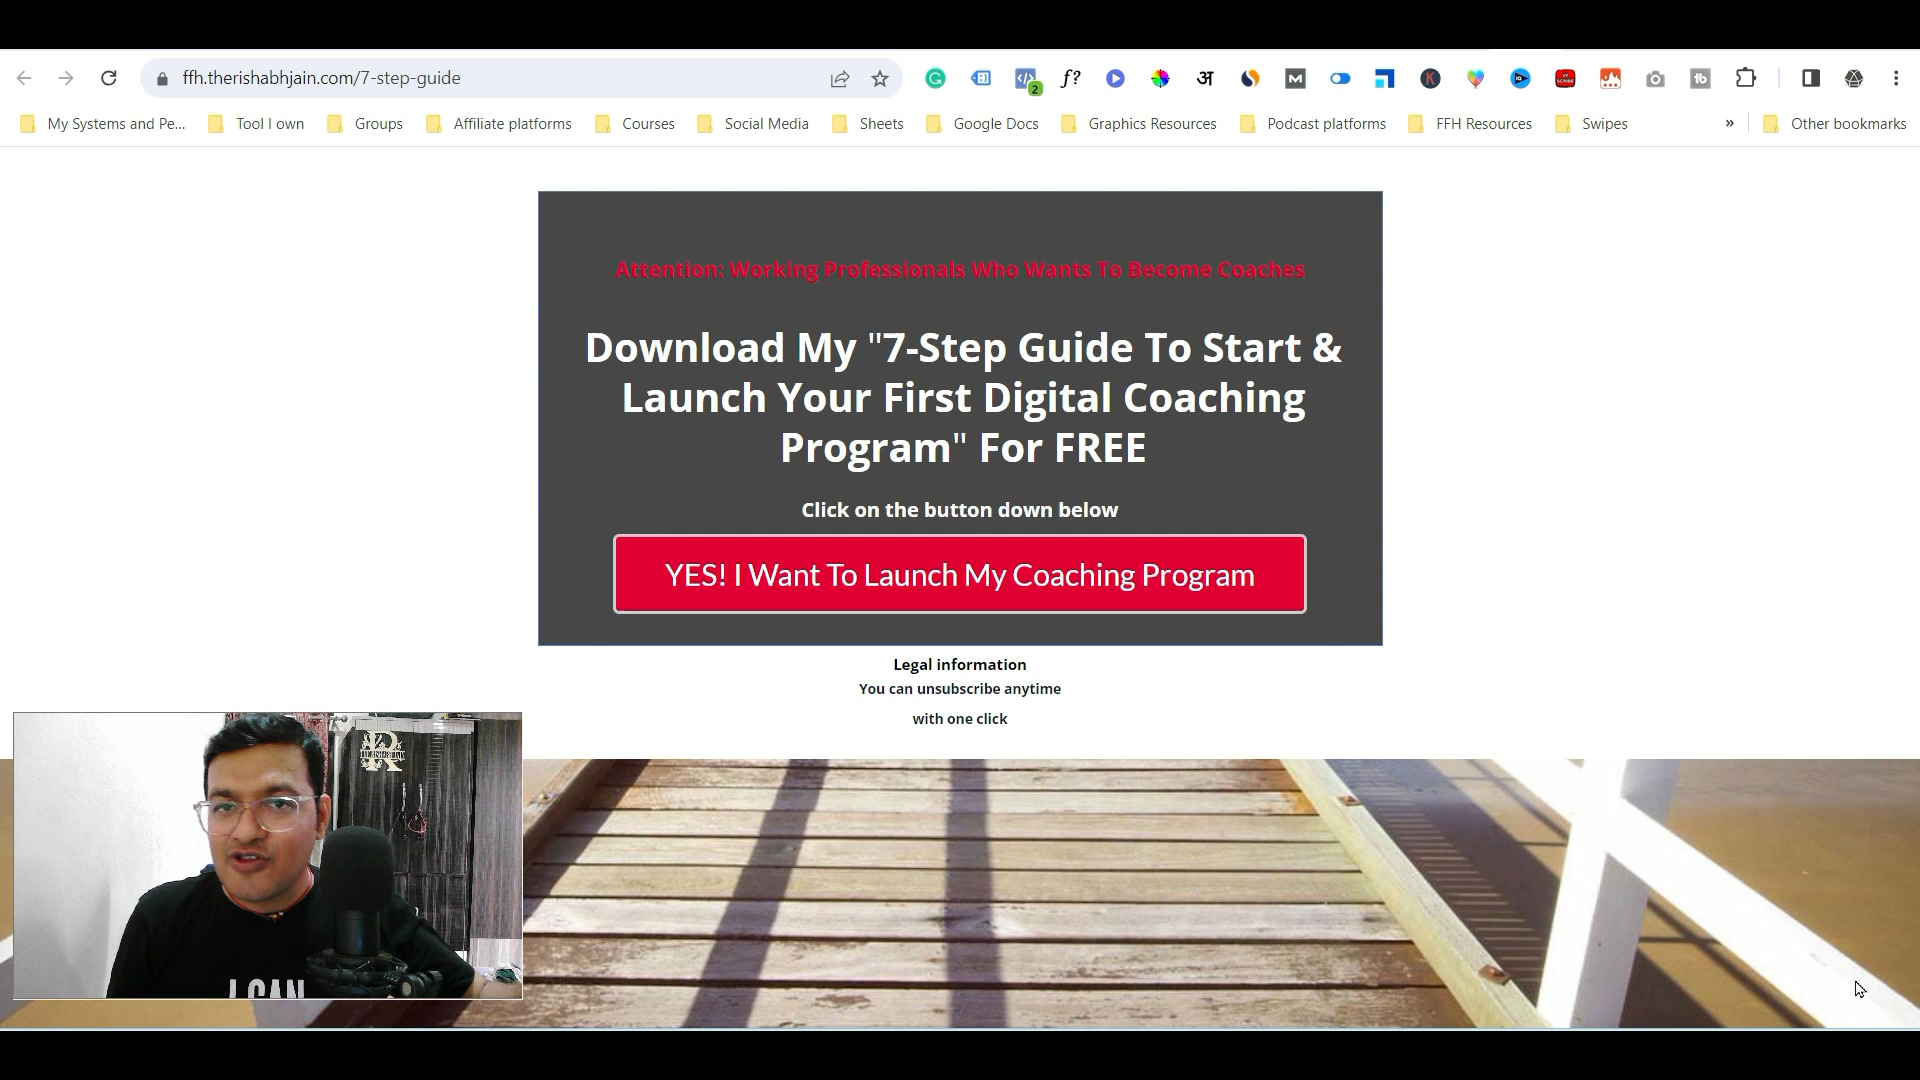 ffh.therishabhjain.com/7-step-guide
2
f?
अ
M
K
tb
My Systems and Pe...
Tool I own
Groups
Affiliate platforms
Courses
Social Media
Sheets
Google Docs
Graphics Resources
Podcast platforms
FFH Resources
Swipes
»
Other bookmarks
Attention: Working Professionals Who Wants To Become Coaches
Download My "7-Step Guide To Start &
Launch Your First Digital Coaching
Program" For FREE
Click on the button down below
YES! I Want To Launch My Coaching Program
Legal information
You can unsubscribe anytime
with one click
R
I CAN